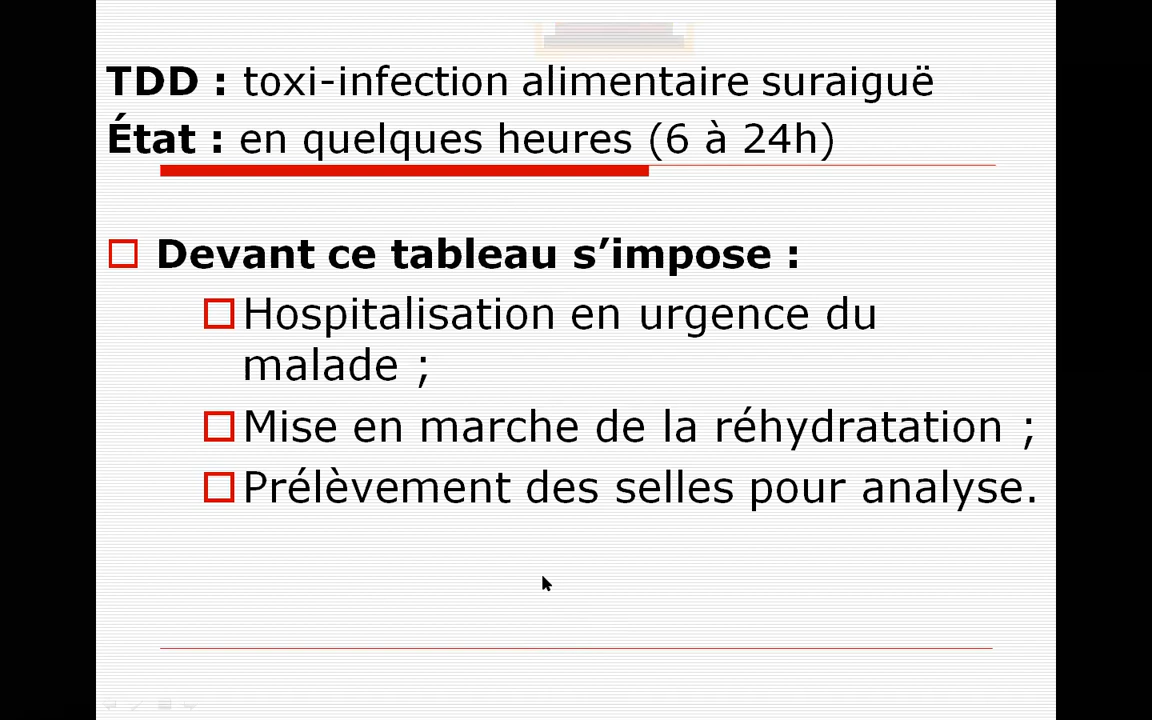 TDD : toxi-infection alimentaire suraiguë
État : en quelques heures (6 à 24h)
Devant ce tableau s’impose :
Hospitalisation en urgence du
malade ;
Mise en marche de la réhydratation ;
Prélèvement des selles pour analyse.